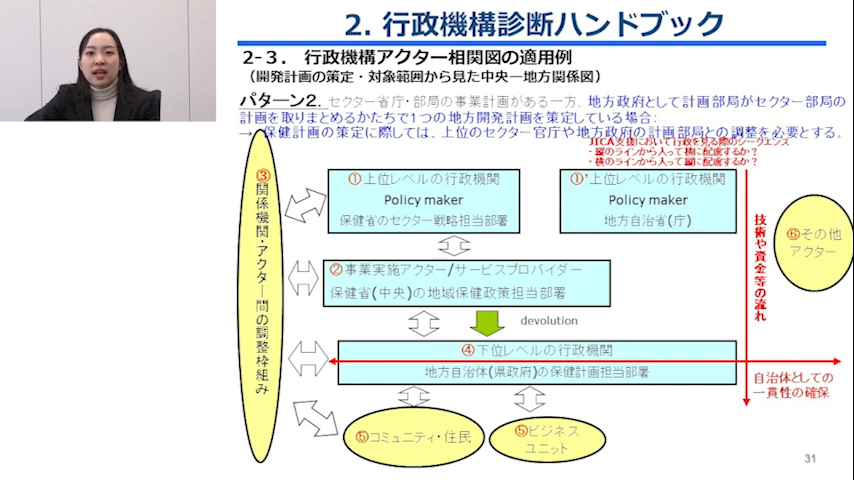 2. 行政機構診断ハンドブック
2-3. 行政機構アクター相関図の適用例
（開発計画の策定・対象範囲から見た中央―地方関係図）
パターン2. セクター省庁・部局の事業計画がある一方、地方政府として計画部局がセクター部局の
計画を取りまとめるかたちで1つの地方開発計画を策定している場合:
→ 保健計画の策定に際しては、上位のセクター官庁や地方政府の計画部局との調整を必要とする。
JICA支援において行政を見る際のシークエンス
・縦のラインから入って横に配慮するか？
・横のラインから入って縦に配慮するか？
③関係機関・アクター間の調整枠組み
①上位レベルの行政機関
Policy maker
保健省のセクター戦略担当部署
①'上位レベルの行政機関
Policy maker
地方自治省(庁)
技術や資金等の流れ
⑥その他
アクター
②事業実施アクター/サービスプロバイダー
保健省(中央)の地域保健政策担当部署
devolution
④下位レベルの行政機関
地方自治体(県政府)の保健計画担当部署
自治体としての
一貫性の確保
⑤コミュニティ・住民
⑤ビジネス
ユニット
31